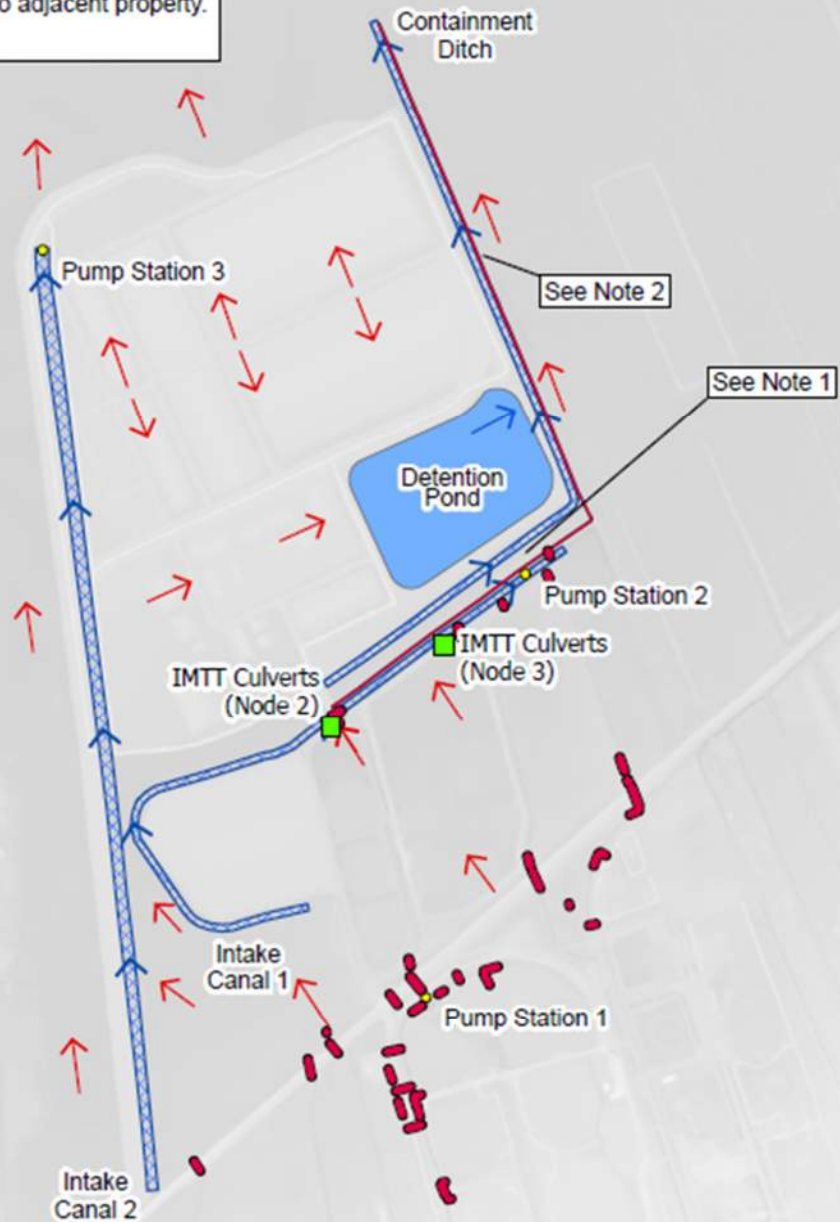 o adjacent property.
Containment
Ditch
Pump Station 3
See Note 2
See Note 1
Detention
Pond
Pump Station 2
IMTT Culverts
(Node 3)
IMTT Culverts
(Node 2)
Intake
Canal 1
Pump Station 1
Intake
Canal 2